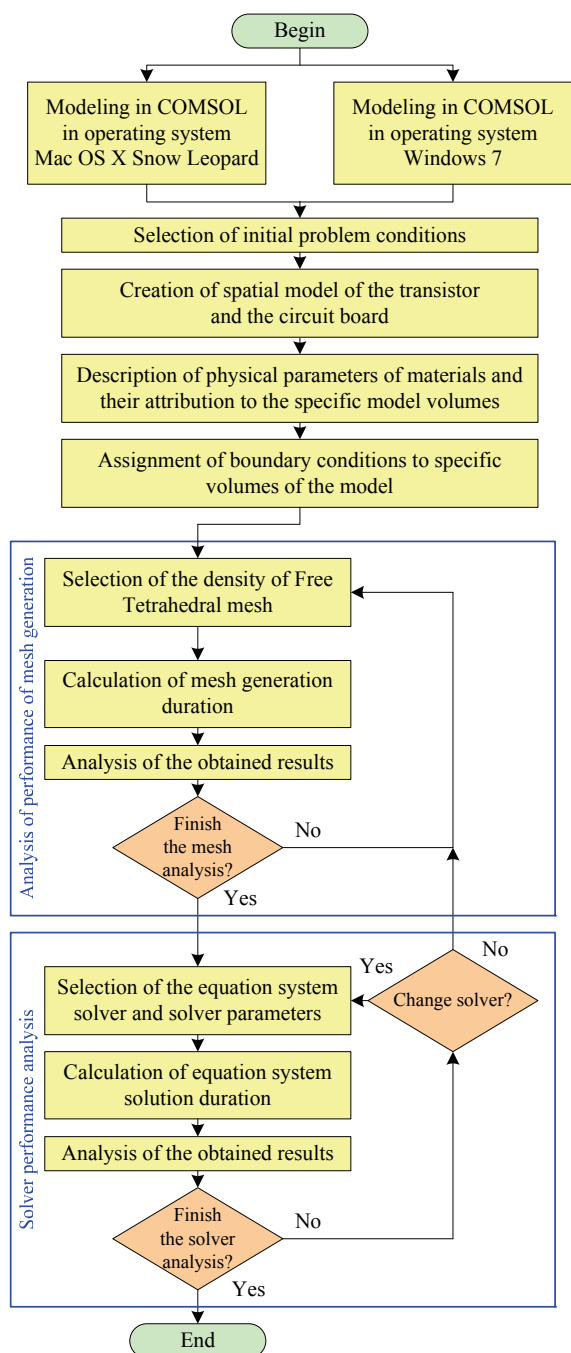 Begin
Modeling in COMSOL
in operating system
Mac OS X Snow Leopard
Modeling in COMSOL
in operating system
Windows 7
Selection of initial problem conditions
Creation of spatial model of the transistor
and the circuit board
Description of physical parameters of materials and
their attribution to the specific model volumes
Assignment of boundary conditions to specific
volumes of the model
Analysis of performance of mesh generation
Selection of the density of Free
Tetrahedral mesh
Calculation of mesh generation
duration
Analysis of the obtained results
Finish
the mesh
analysis?
No
Yes
Solver performance analysis
Selection of the equation system
solver and solver parameters
Yes
No
Change solver?
Calculation of equation system
solution duration
Analysis of the obtained results
Finish
the solver
analysis?
No
Yes
End